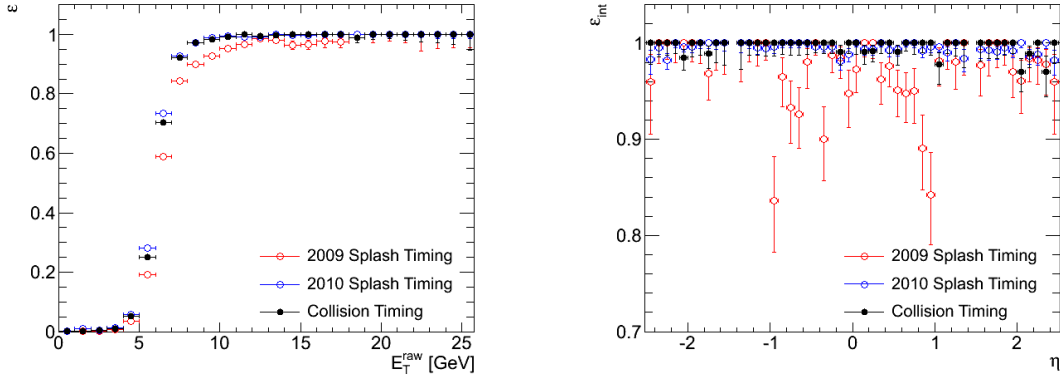 ε
1
0.8
0.6
0.4
0.2
0
2009 Splash Timing
2010 Splash Timing
Collision Timing
0 5 10 15 20 25
E_T^raw [GeV]
ε_int
1
0.9
0.8
0.7
2009 Splash Timing
2010 Splash Timing
Collision Timing
-2 -1 0 1 2
η